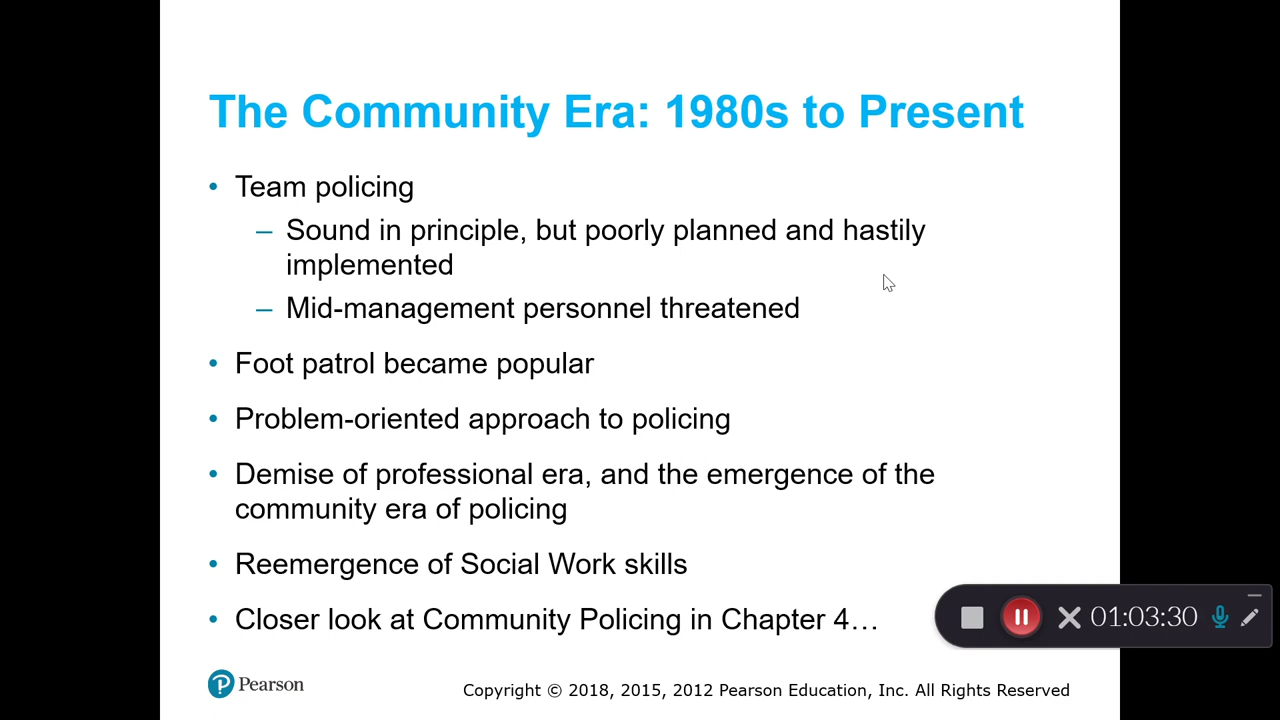 The Community Era: 1980s to Present
• Team policing
– Sound in principle, but poorly planned and hastily
implemented
– Mid-management personnel threatened
• Foot patrol became popular
• Problem-oriented approach to policing
• Demise of professional era, and the emergence of the
community era of policing
• Reemergence of Social Work skills
• Closer look at Community Policing in Chapter 4…
01:03:30
Pearson
Copyright © 2018, 2015, 2012 Pearson Education, Inc. All Rights Reserved